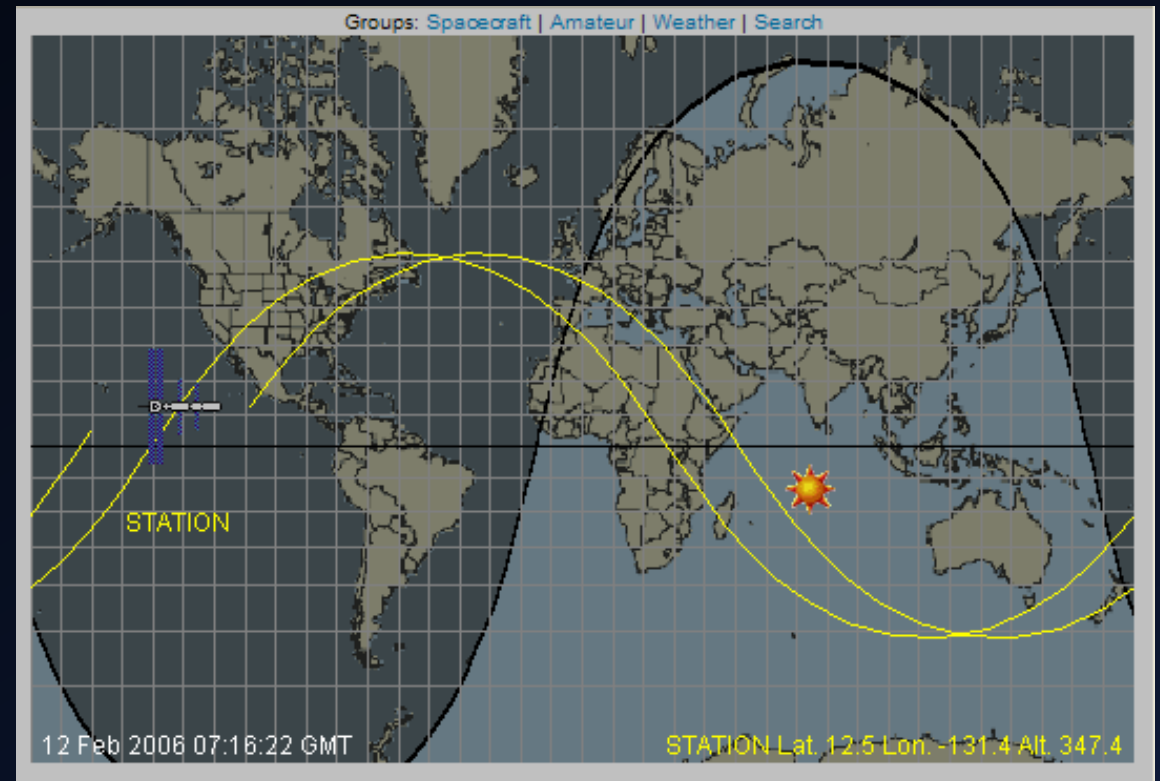 Groups: Spacecraft | Amateur | Weather | Search
STATION
12 Feb 2006 07:16:22 GMT
STATION Lat. 12.5 Lon. -131.4 Alt. 347.4